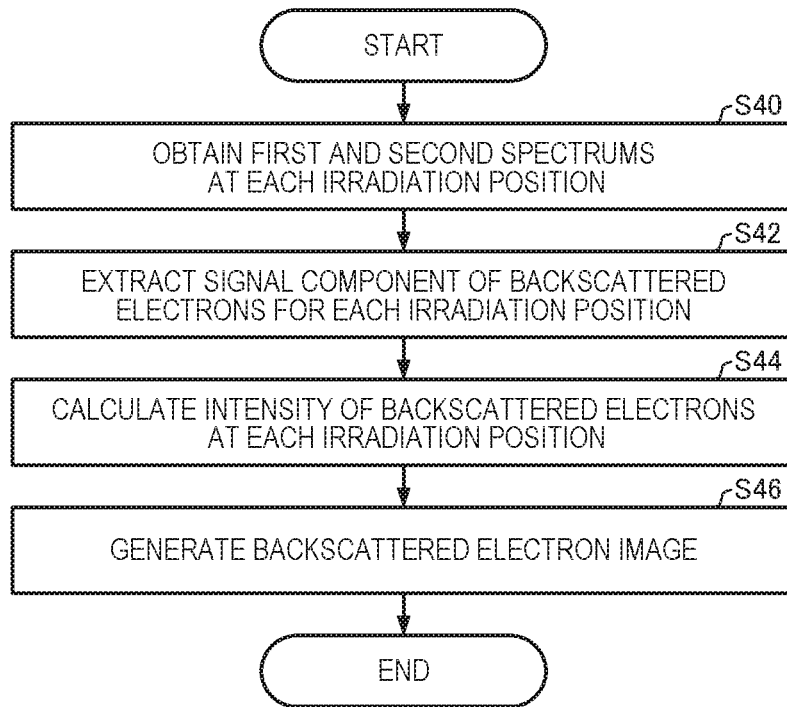 START
S40
OBTAIN FIRST AND SECOND SPECTRUMS
AT EACH IRRADIATION POSITION
S42
EXTRACT SIGNAL COMPONENT OF BACKSCATTERED
ELECTRONS FOR EACH IRRADIATION POSITION
S44
CALCULATE INTENSITY OF BACKSCATTERED ELECTRONS
AT EACH IRRADIATION POSITION
S46
GENERATE BACKSCATTERED ELECTRON IMAGE
END